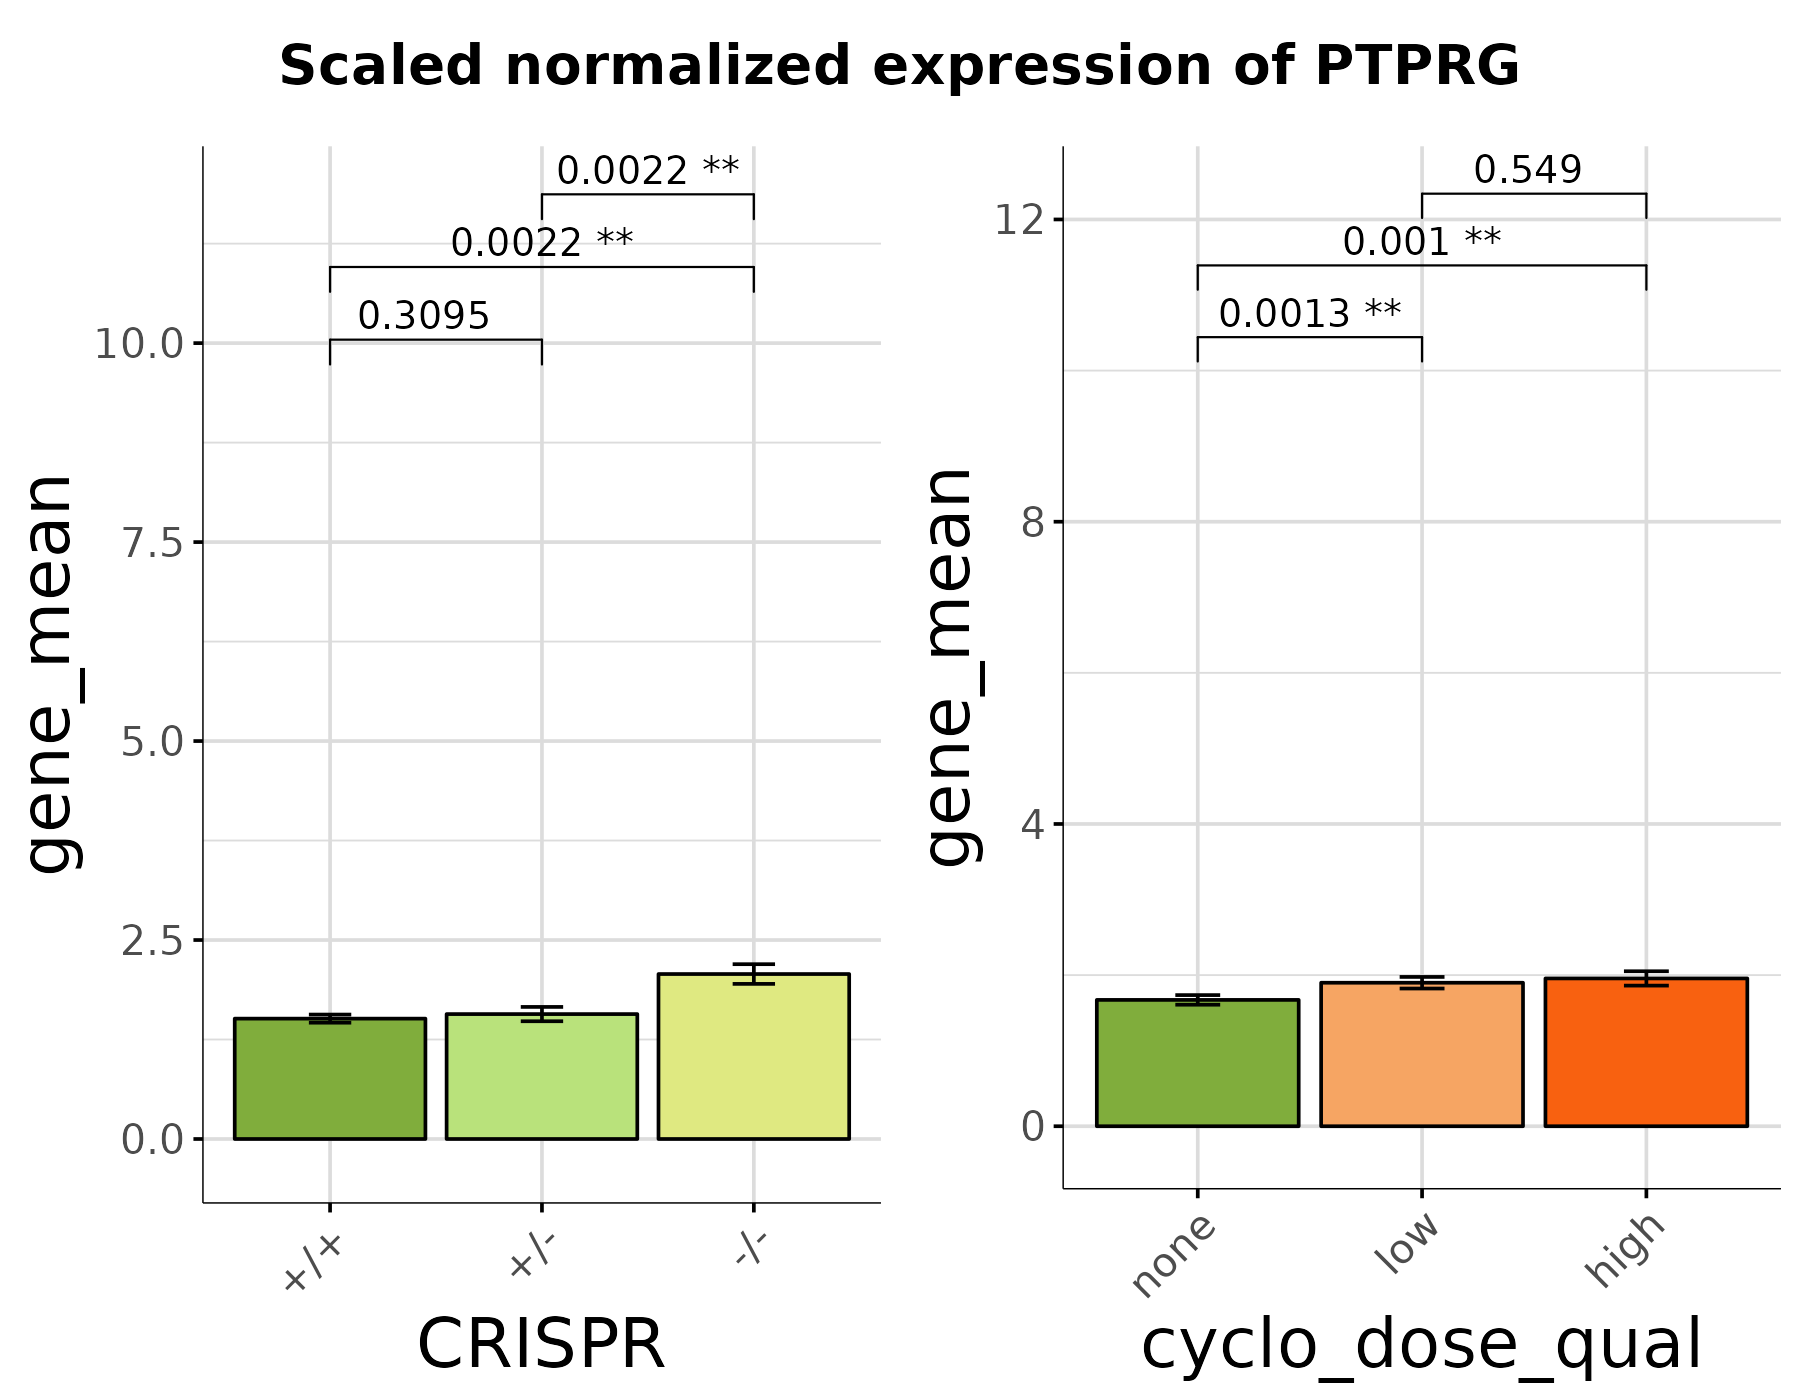 Scaled normalized expression of PTPRG
gene_mean
10.0
7.5
5.0
2.5
0.0
0.0022 **
0.0022 **
0.3095
+/+
+/-
-/-
CRISPR
gene_mean
12
8
4
0
0.549
0.001 **
0.0013 **
none
low
high
cyclo_dose_qual